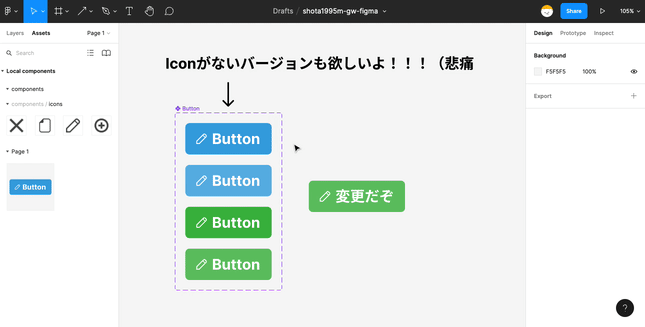 Drafts / shota1995m-gw-figma
Share
105%
Layers Assets Page 1
Search
Local components
components
components / icons
Page 1
Button
Iconがないバージョンも欲しいよ！！！（悲痛
Button
Button
Button
Button
Button
変更だぞ
Design Prototype Inspect
Background
F5F5F5 100%
Export
?